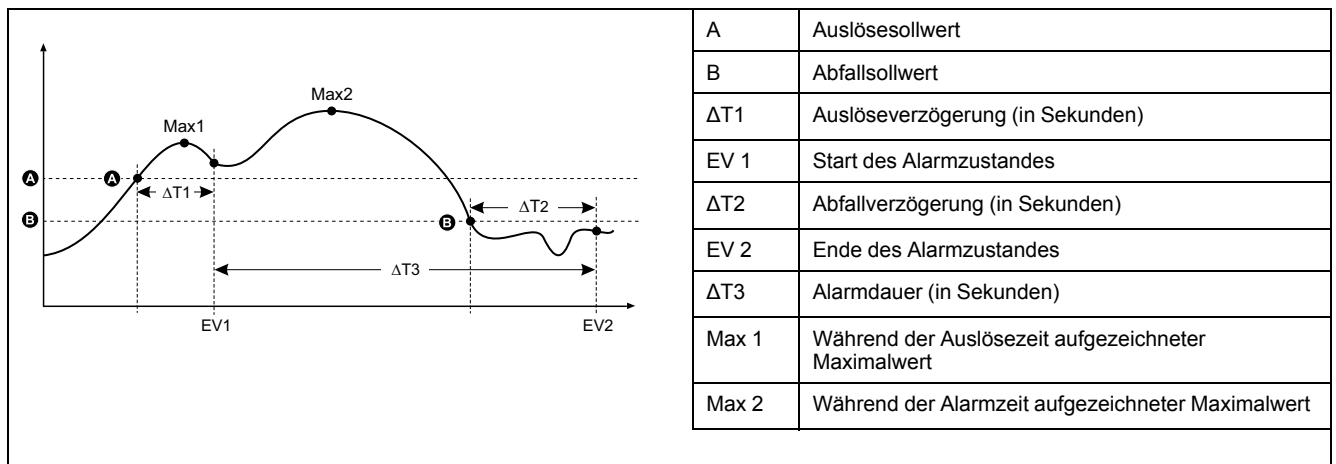 Max2
Max1
A
A
ΔT1
B
B
ΔT2
ΔT3
EV1
EV2
A Auslösesollwert
B Abfallsollwert
ΔT1 Auslöseverzögerung (in Sekunden)
EV 1 Start des Alarmzustandes
ΔT2 Abfallverzögerung (in Sekunden)
EV 2 Ende des Alarmzustandes
ΔT3 Alarmdauer (in Sekunden)
Max 1 Während der Auslösezeit aufgezeichneter
Maximalwert
Max 2 Während der Alarmzeit aufgezeichneter Maximalwert